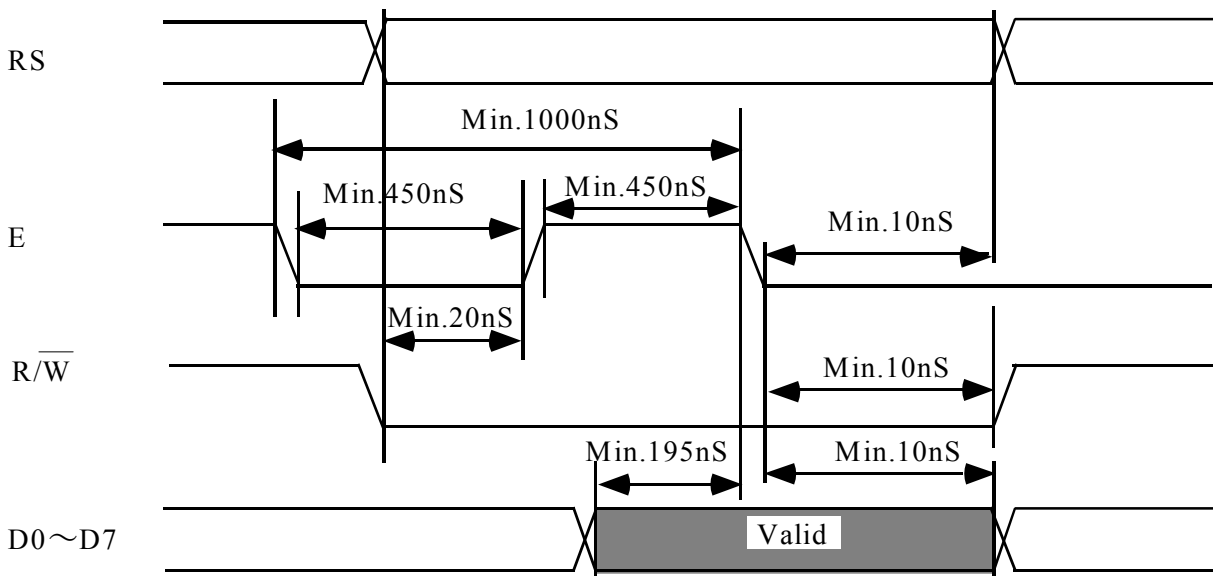 RS
Min.1000nS
Min.450nS
Min.450nS
E
Min.10nS
Min.20nS
R/W̅
Min.10nS
Min.195nS
Min.10nS
D0～D7
Valid